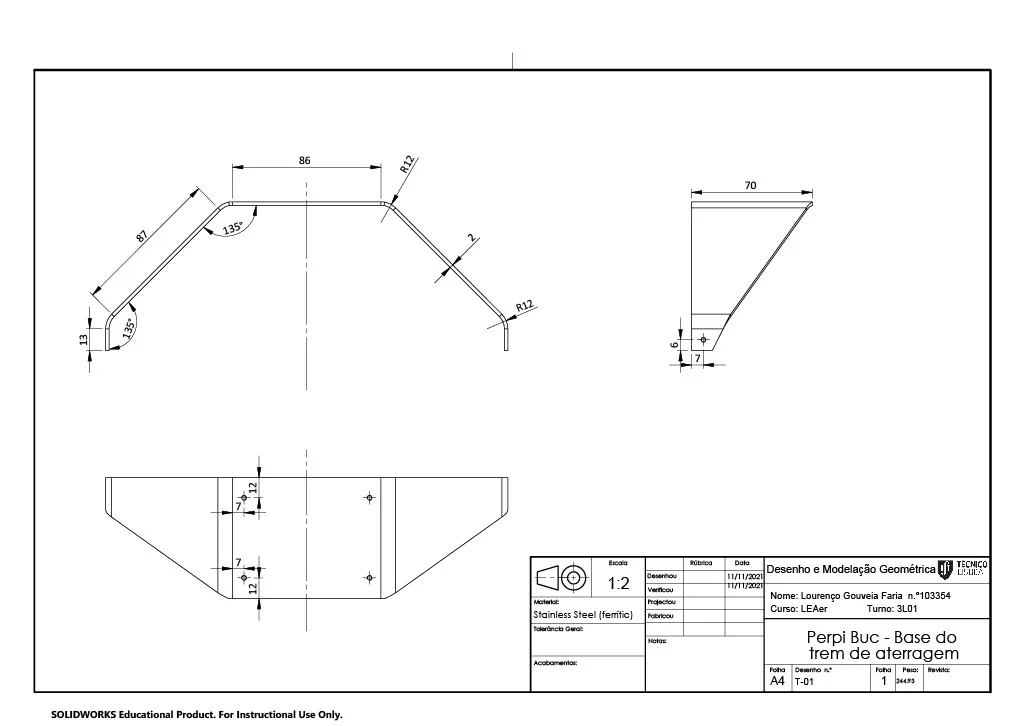 86
R12
87
135°
2
135°
R12
13
70
6
7
12
7
7
12
Escala
1:2
Rúbrica
Data
Desenhou
11/11/2021
Verificou
11/11/2021
Projectou
Fabricou
Notas:
Material:
Stainless Steel (ferritic)
Tolerância Geral:
Acabamentos:
Desenho e Modelação Geométrica
TÉCNICO
LISBOA
Nome: Lourenço Gouveia Faria n.º103354
Curso: LEAer Turno: 3L01
Perpi Buc - Base do
trem de aterragem
Folha
A4
Desenho n.º
T-01
Folha
1
Peso:
244.93
Revisto:
SOLIDWORKS Educational Product. For Instructional Use Only.